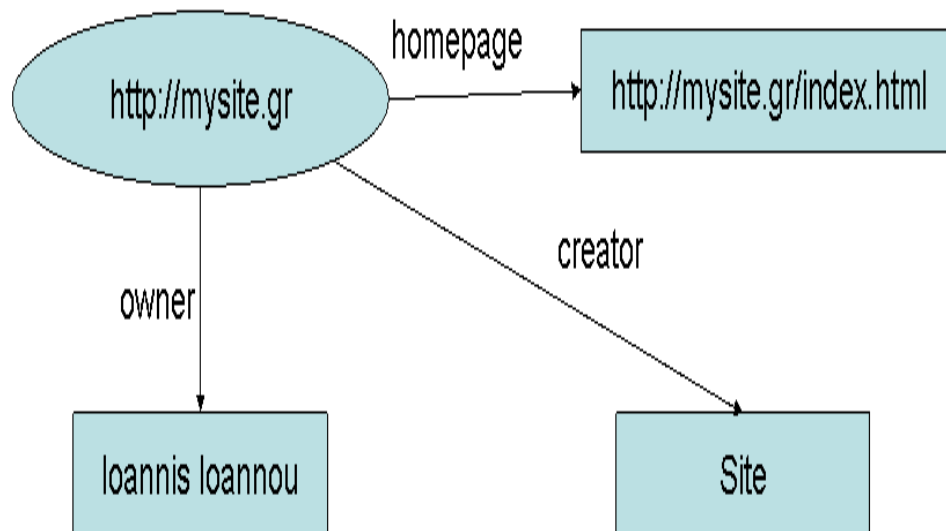 homepage
http://mysite.gr
http://mysite.gr/index.html
creator
owner
Ioannis Ioannou
Site